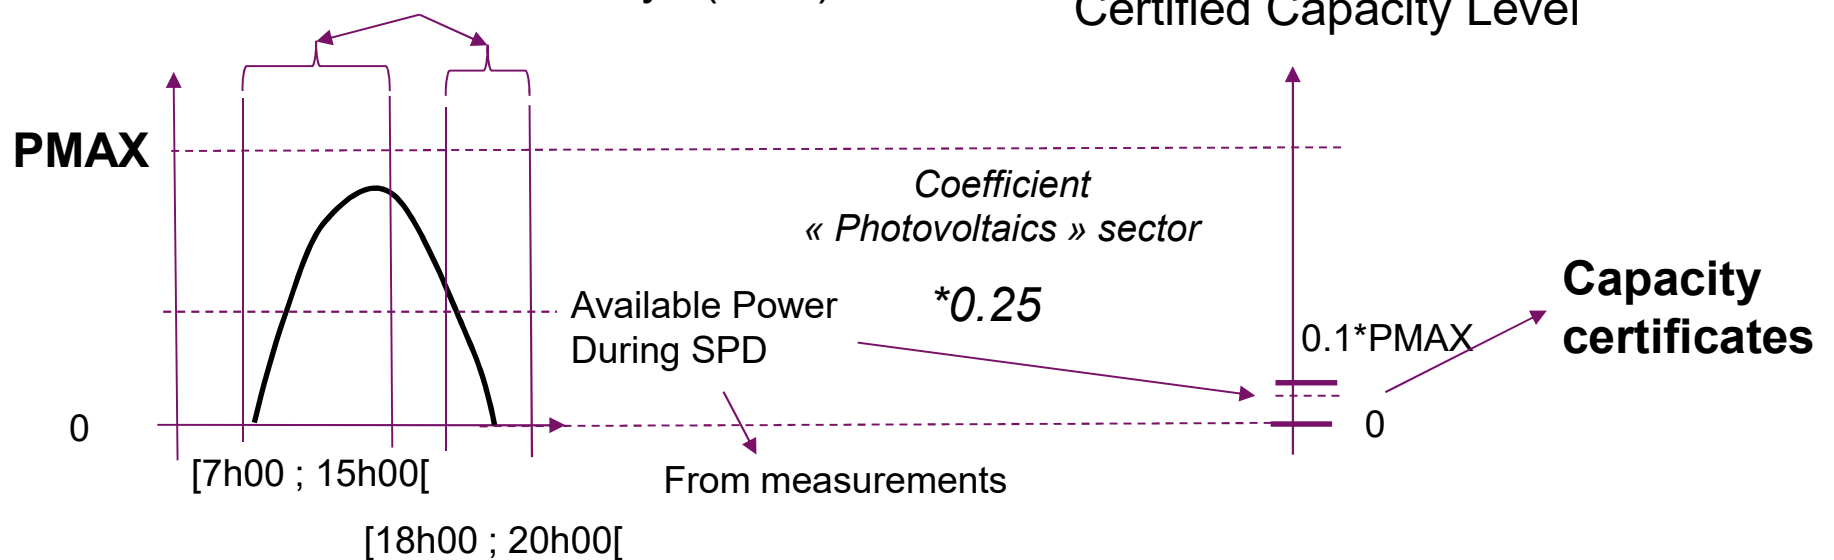 Certified Capacity Level
PMAX
Coefficient
« Photovoltaics » sector
Available Power
During SPD
*0.25
Capacity
certificates
0.1*PMAX
0
0
[7h00 ; 15h00[
From measurements
[18h00 ; 20h00[